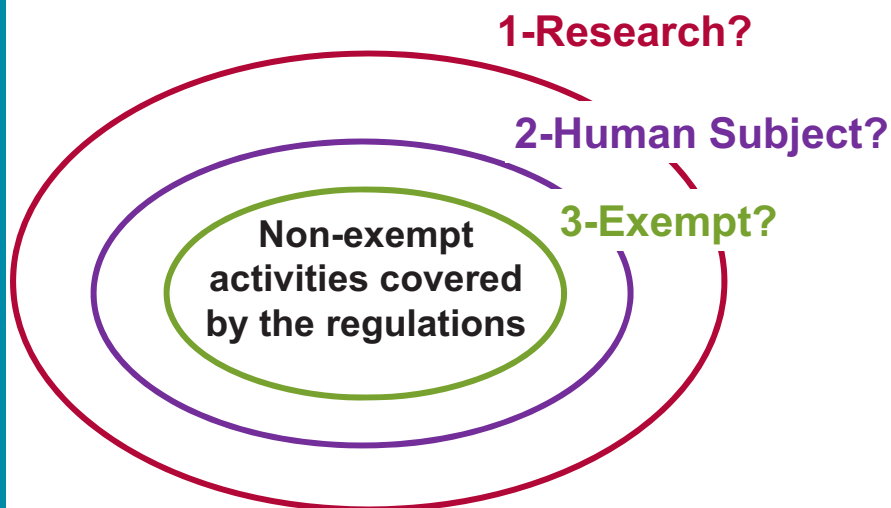 1-Research?
2-Human Subject?
3-Exempt?
Non-exempt
activities covered
by the regulations